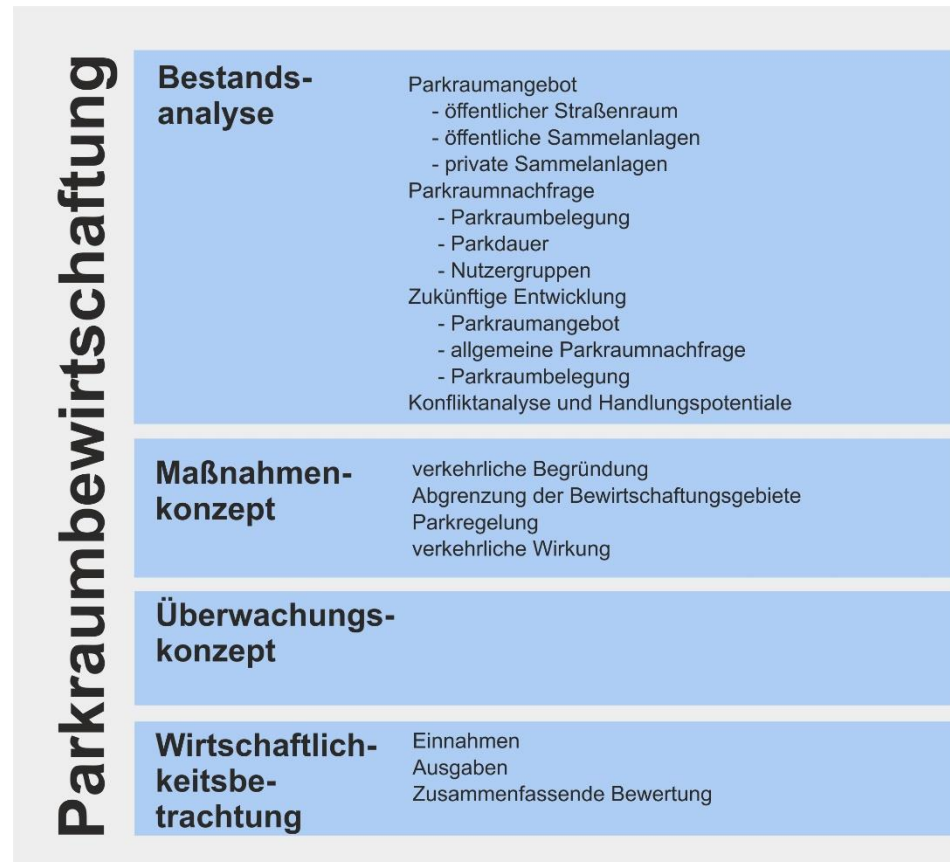 Parkraumbewirtschaftung
Bestands-
analyse
Parkraumangebot
- öffentlicher Straßenraum
- öffentliche Sammelanlagen
- private Sammelanlagen
Parkraumnachfrage
- Parkraumbelegung
- Parkdauer
- Nutzergruppen
Zukünftige Entwicklung
- Parkraumangebot
- allgemeine Parkraumnachfrage
- Parkraumbelegung
Konfliktanalyse und Handlungspotentiale
Maßnahmen-
konzept
verkehrliche Begründung
Abgrenzung der Bewirtschaftungsgebiete
Parkregelung
verkehrliche Wirkung
Überwachungs-
konzept
Wirtschaftlich-
keitsbe-
trachtung
Einnahmen
Ausgaben
Zusammenfassende Bewertung